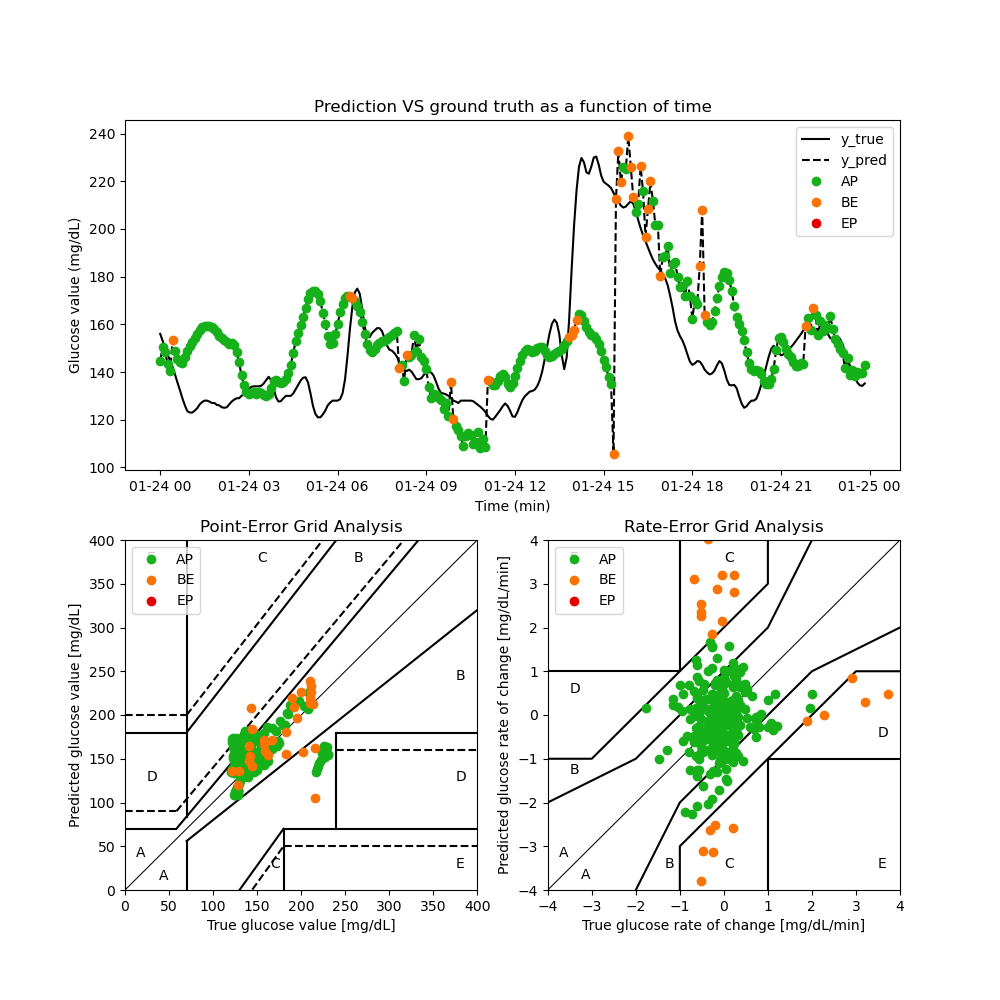 Prediction VS ground truth as a function of time
Glucose value (mg/dL)
240
220
200
180
160
140
120
100
y_true
y_pred
AP
BE
EP
01-24 00 01-24 03 01-24 06 01-24 09 01-24 12 01-24 15 01-24 18 01-24 21 01-25 00
Time (min)
Point-Error Grid Analysis
Predicted glucose value [mg/dL]
400
350
300
250
200
150
100
50
0
AP
BE
EP
C
B
B
D
D
A
A
C
E
0 50 100 150 200 250 300 350 400
True glucose value [mg/dL]
Rate-Error Grid Analysis
Predicted glucose rate of change [mg/dL/min]
4
3
2
1
0
−1
−2
−3
−4
AP
BE
EP
C
D
D
B
A
A
B
C
E
−4 −3 −2 −1 0 1 2 3 4
True glucose rate of change [mg/dL/min]